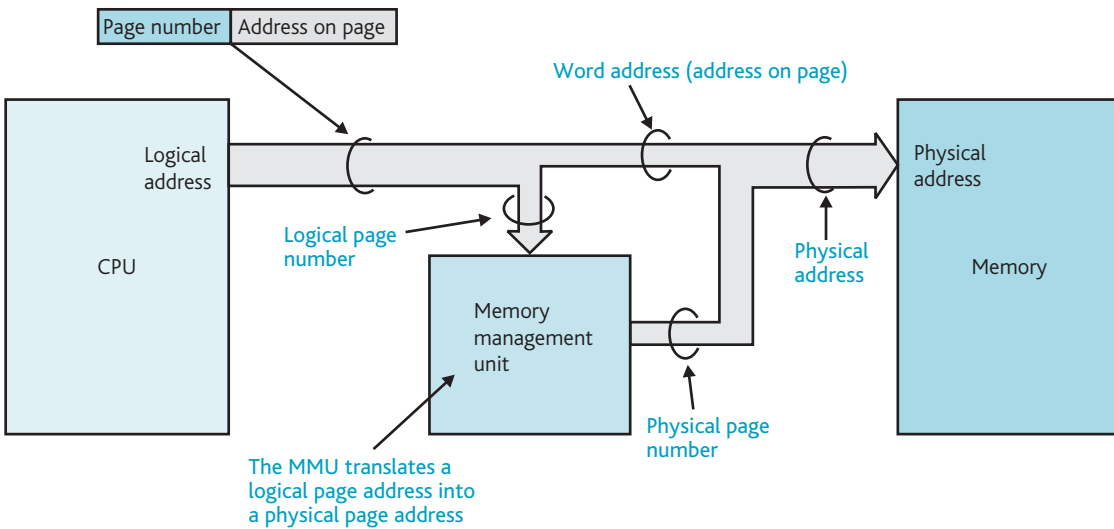 Page number
Address on page
Word address (address on page)
Logical
address
Physical
address
Logical page
number
Physical
address
CPU
Memory
Memory
management
unit
Physical page
number
The MMU translates a
logical page address into
a physical page address